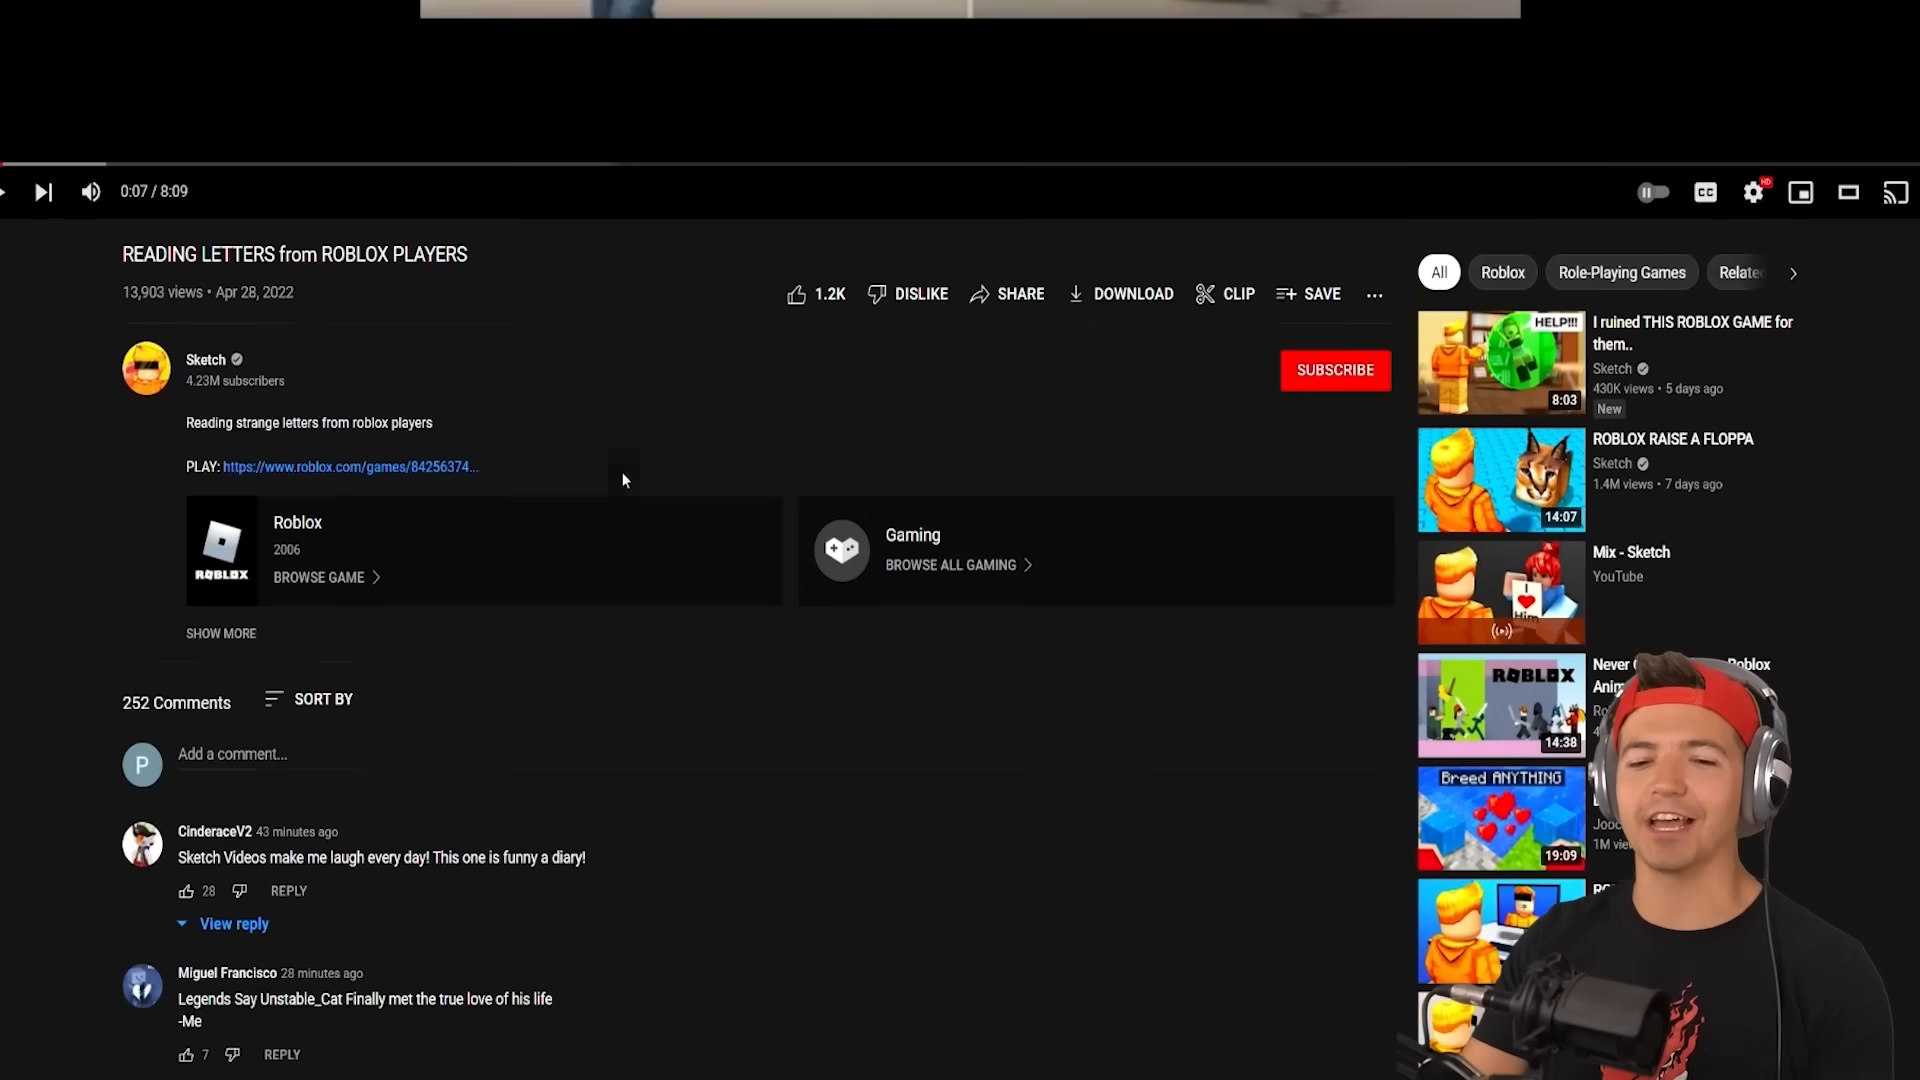 0:07 / 8:09
CC
HD
READING LETTERS from ROBLOX PLAYERS
13,903 views • Apr 28, 2022
1.2K
DISLIKE
SHARE
DOWNLOAD
CLIP
SAVE
Sketch
4.23M subscribers
SUBSCRIBE
Reading strange letters from roblox players
PLAY: https://www.roblox.com/games/84256374...
ROBLOX
Roblox
2006
BROWSE GAME
Gaming
BROWSE ALL GAMING
SHOW MORE
252 Comments
SORT BY
P
Add a comment...
CinderaceV2 43 minutes ago
Sketch Videos make me laugh every day! This one is funny a diary!
28
REPLY
View reply
Miguel Francisco 28 minutes ago
Legends Say Unstable_Cat Finally met the true love of his life
-Me
7
REPLY
All
Roblox
Role-Playing Games
HELP!!!
8:03
I ruined THIS ROBLOX GAME for
them..
Sketch
430K views • 5 days ago
New
14:07
ROBLOX RAISE A FLOPPA
Sketch
1.4M views • 7 days ago
I
Him
Mix - Sketch
YouTube
ROBLOX
14:38
Never
Breed ANYTHING
19:09